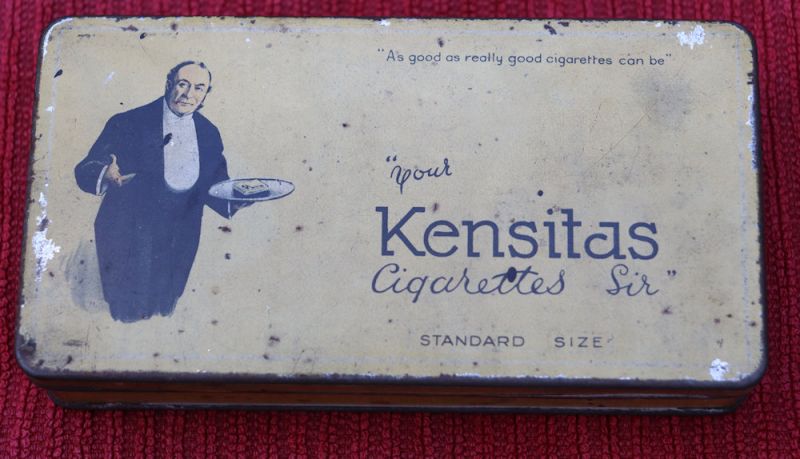 "As good as really good cigarettes can be"
"your
Kensitas
Cigarettes Sir"
STANDARD SIZE